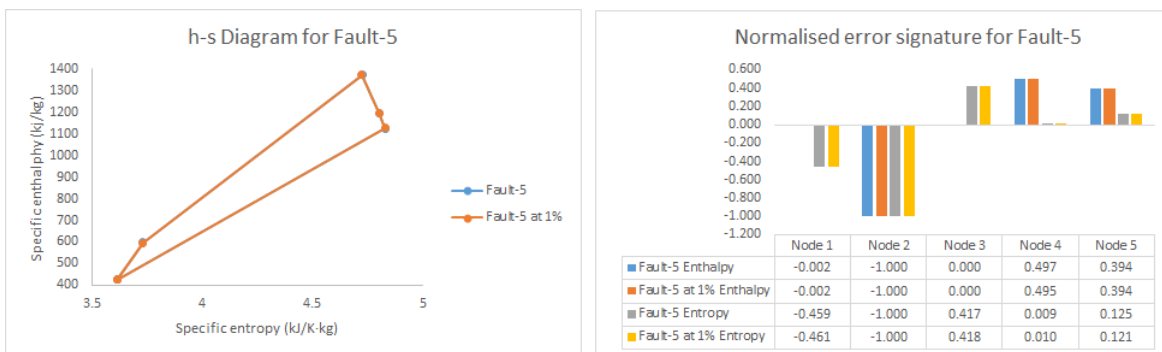 h-s Diagram for Fault-5
Specific enthalphy (kj/kg)
1400
1300
1200
1100
1000
900
800
700
600
500
400
3.5 4 4.5 5
Specific entropy (kJ/K·kg)
Fault-5
Fault-5 at 1%
Normalised error signature for Fault-5
0.600
0.400
0.200
0.000
-0.200
-0.400
-0.600
-0.800
-1.000
-1.200
Node 1 Node 2 Node 3 Node 4 Node 5
Fault-5 Enthalpy -0.002 -1.000 0.000 0.497 0.394
Fault-5 at 1% Enthalpy -0.002 -1.000 0.000 0.495 0.394
Fault-5 Entropy -0.459 -1.000 0.417 0.009 0.125
Fault-5 at 1% Entropy -0.461 -1.000 0.418 0.010 0.121